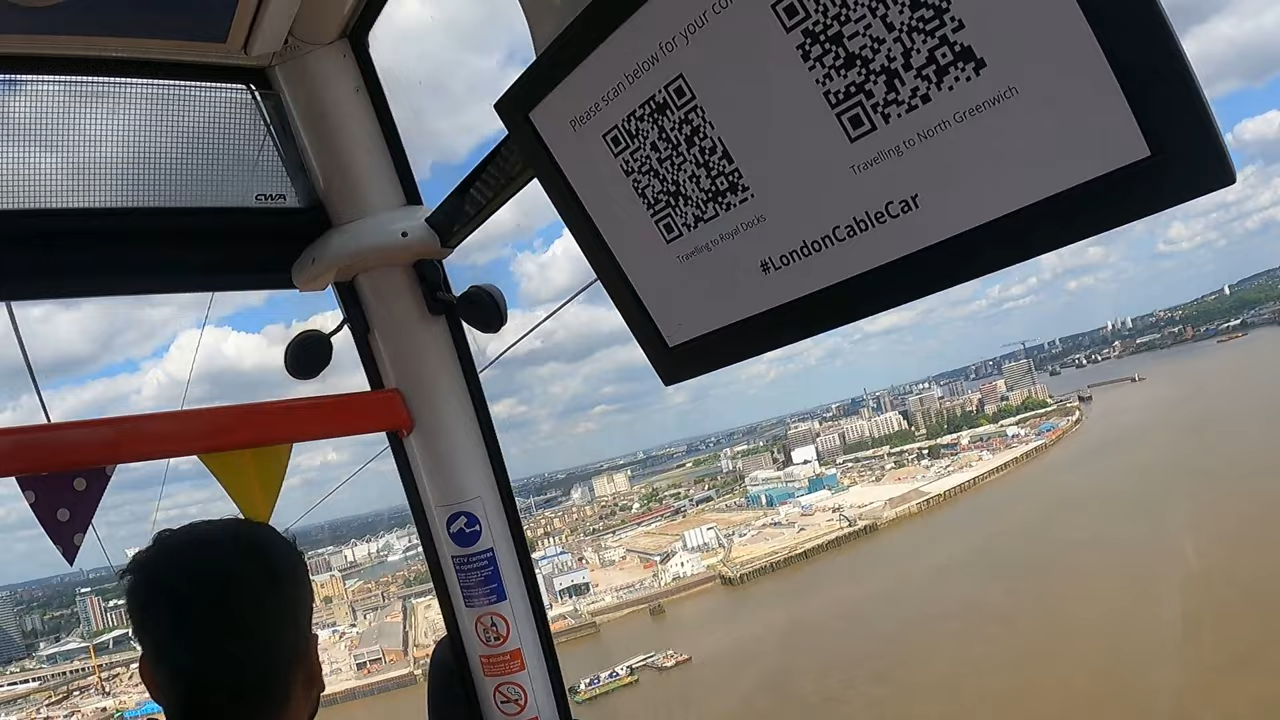 Please scan below for your
Travelling to Royal Docks
Travelling to North Greenwich
#LondonCableCar
CWA
CCTV cameras
in operation
No alcohol